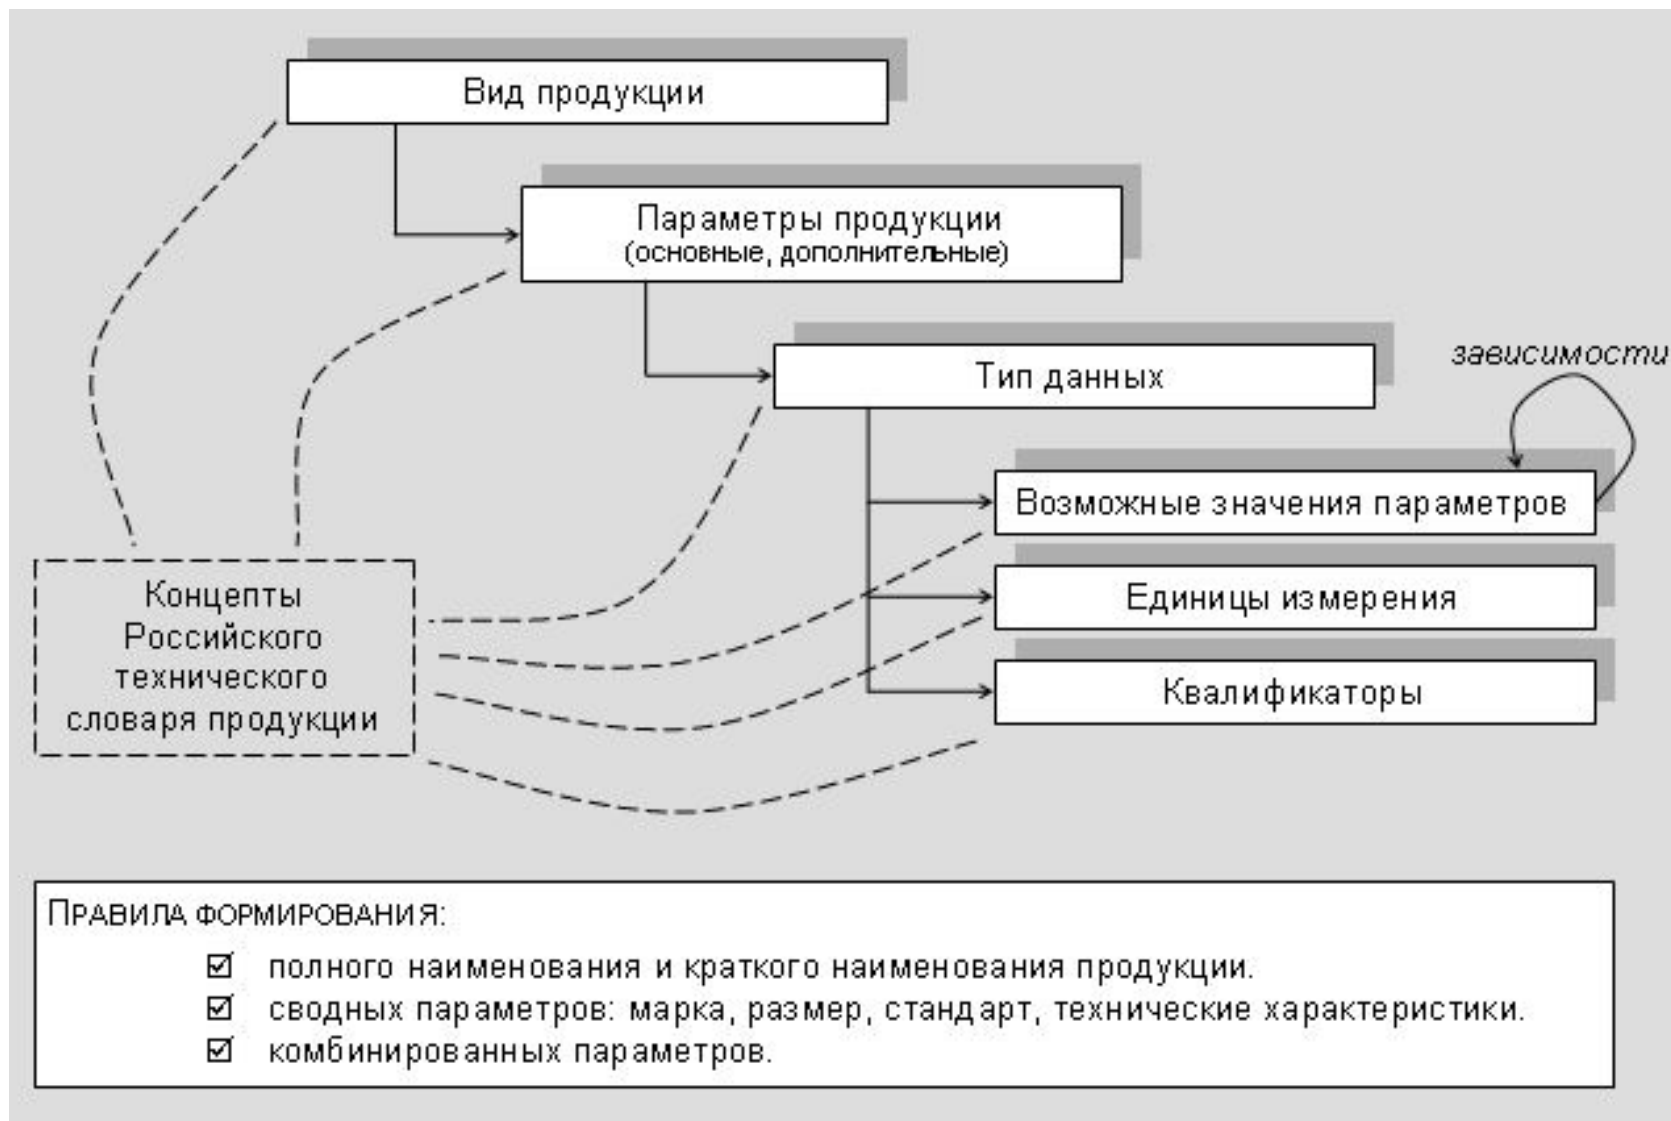 Вид продукции
Параметры продукции
(основные, дополнительные)
Тип данных
зависимости
Возможные значения параметров
Единицы измерения
Квалификаторы
Концепты
Российского
технического
словаря продукции
ПРАВИЛА ФОРМИРОВАНИЯ:
полного наименования и краткого наименования продукции.
сводных параметров: марка, размер, стандарт, технические характеристики.
комбинированных параметров.